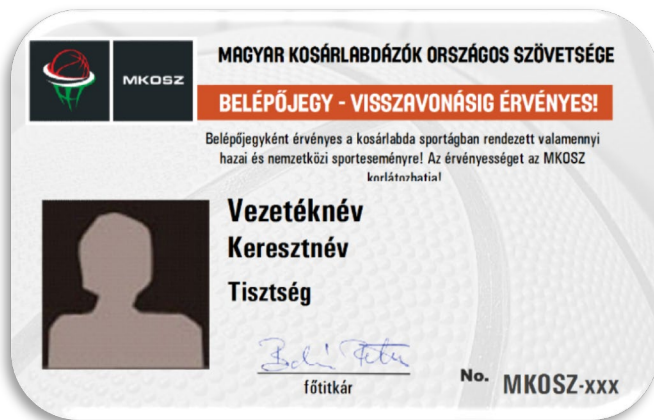 MKOSZ
MAGYAR KOSÁRLABDÁZÓK ORSZÁGOS SZÖVETSÉGE
BELÉPŐJEGY - VISSZAVONÁSIG ÉRVÉNYES!
Belépőjegyként érvényes a kosárlabda sportágban rendezett valamennyi
hazai és nemzetközi sporteseményre! Az érvényességet az MKOSZ
korlátozhatja!
Vezetéknév
Keresztnév
Tisztség
főtitkár
No. MKOSZ-xxx